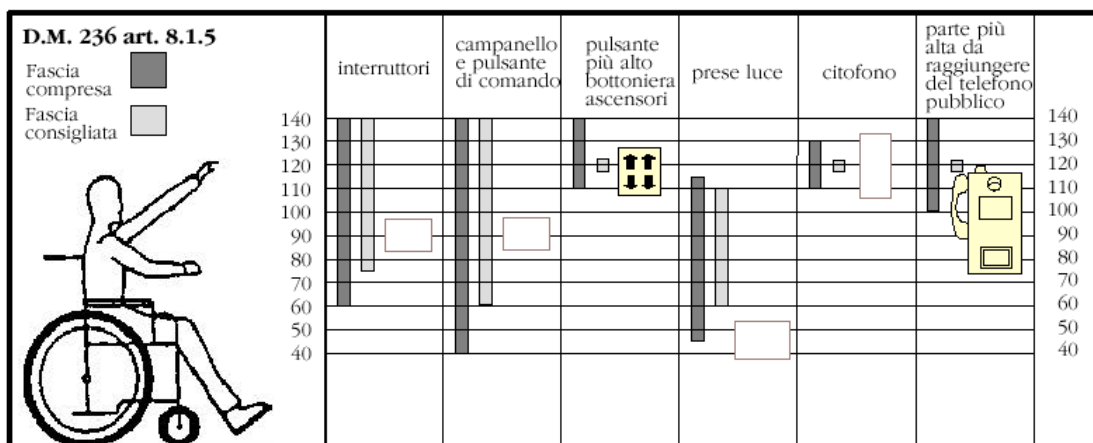 D.M. 236 art. 8.1.5
Fascia
compresa
Fascia
consigliata
interruttori
campanello
e pulsante
di comando
pulsante
più alto
bottoniera
ascensori
prese luce
citofono
parte più
alta da
raggiungere
del telefono
pubblico
140
130
120
110
100
90
80
70
60
50
40
140
130
120
110
100
90
80
70
60
50
40